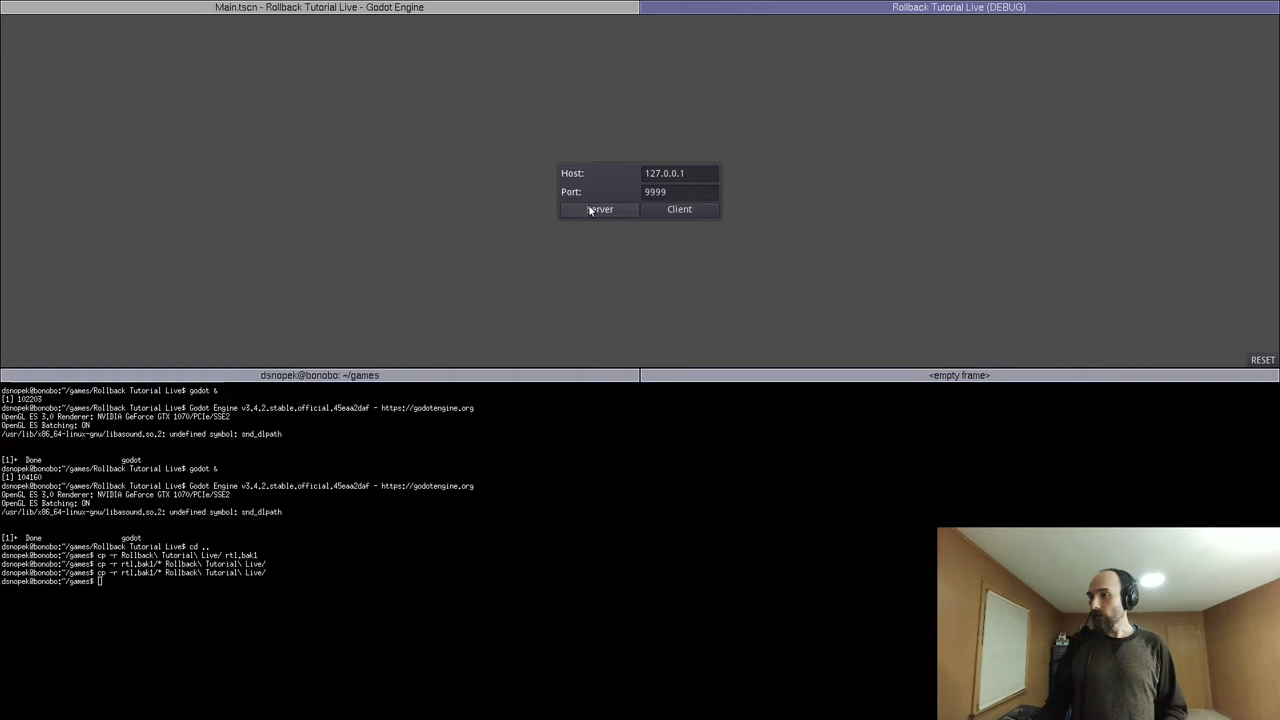 Main.tscn - Rollback Tutorial Live - Godot Engine
Rollback Tutorial Live (DEBUG)
Host:
127.0.0.1
Port:
9999
Server
Client
RESET
dsnopek@bonobo: ~/games
<empty frame>
dsnopek@bonobo:~/games/Rollback Tutorial Live$ godot &
[1] 102203
dsnopek@bonobo:~/games/Rollback Tutorial Live$ Godot Engine v3.4.2.stable.official.45eaa2daf - https://godotengine.org
OpenGL ES 3.0 Renderer: NVIDIA GeForce GTX 1070/PCIe/SSE2
OpenGL ES Batching: ON
/usr/lib/x86_64-linux-gnu/libasound.so.2: undefined symbol: snd_dlpath
[1]+  Done                    godot
dsnopek@bonobo:~/games/Rollback Tutorial Live$ godot &
[1] 104160
dsnopek@bonobo:~/games/Rollback Tutorial Live$ Godot Engine v3.4.2.stable.official.45eaa2daf - https://godotengine.org
OpenGL ES 3.0 Renderer: NVIDIA GeForce GTX 1070/PCIe/SSE2
OpenGL ES Batching: ON
/usr/lib/x86_64-linux-gnu/libasound.so.2: undefined symbol: snd_dlpath
[1]+  Done                    godot
dsnopek@bonobo:~/games/Rollback Tutorial Live$ cd ..
dsnopek@bonobo:~/games$ cp -r Rollback\ Tutorial\ Live/ rtl.bak1
dsnopek@bonobo:~/games$ cp -r rtl.bak1/* Rollback\ Tutorial\ Live/
dsnopek@bonobo:~/games$ cp -r rtl.bak1/* Rollback\ Tutorial\ Live/
dsnopek@bonobo:~/games$